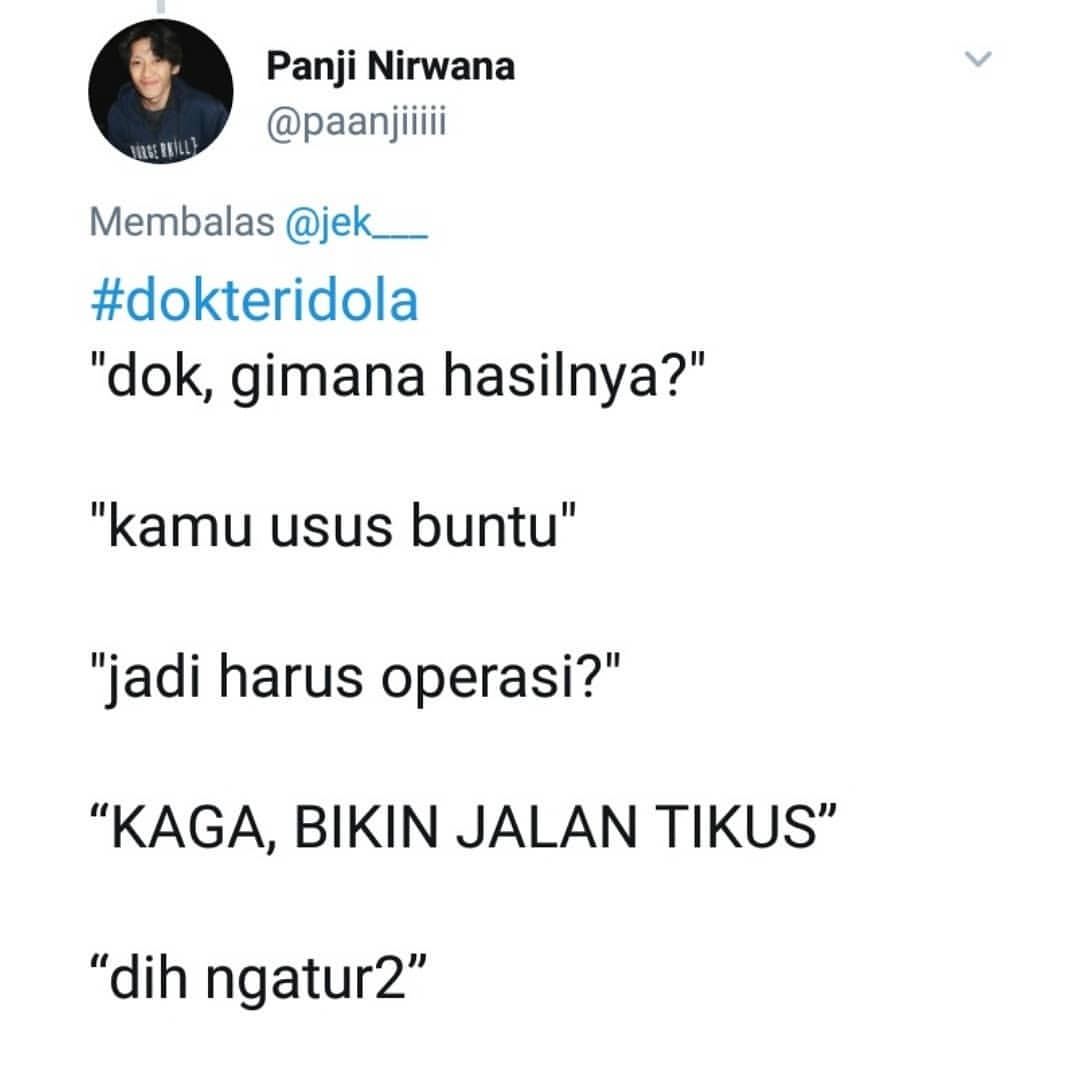 Panji Nirwana
@paanjiiiii
Membalas @jek___
#dokteridola
"dok, gimana hasilnya?"
"kamu usus buntu"
"jadi harus operasi?"
“KAGA, BIKIN JALAN TIKUS”
“dih ngatur2”